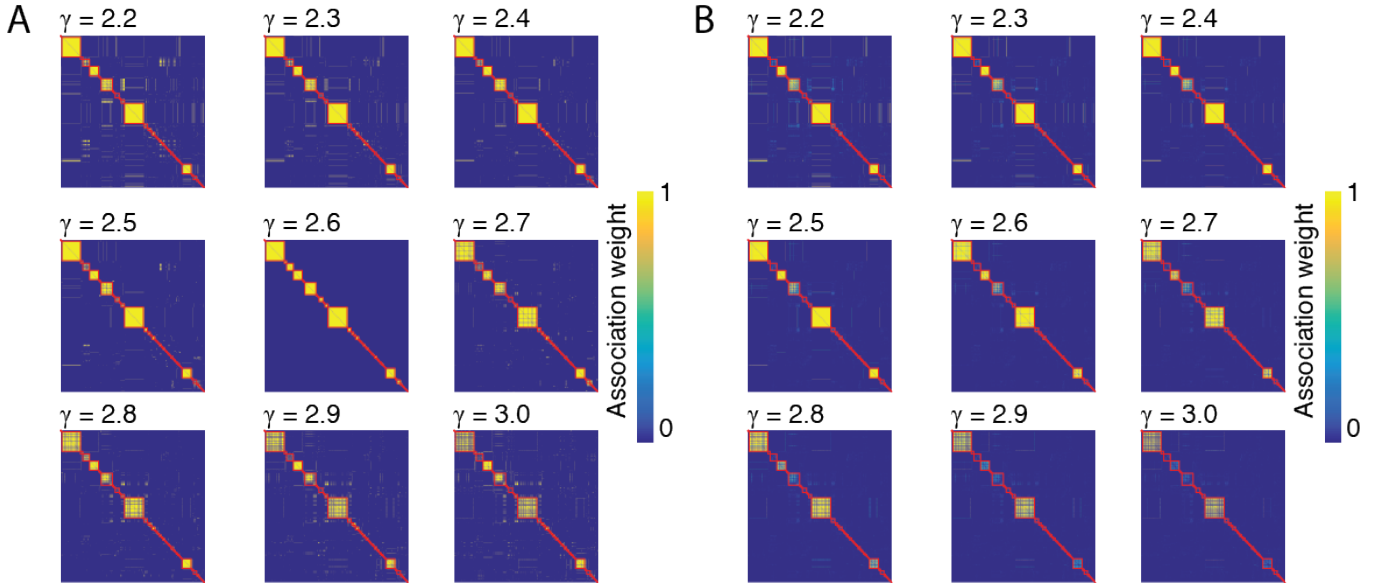 A
γ = 2.2
γ = 2.3
γ = 2.4
γ = 2.5
γ = 2.6
γ = 2.7
γ = 2.8
γ = 2.9
γ = 3.0
1
Association weight
0
B
γ = 2.2
γ = 2.3
γ = 2.4
γ = 2.5
γ = 2.6
γ = 2.7
γ = 2.8
γ = 2.9
γ = 3.0
1
Association weight
0